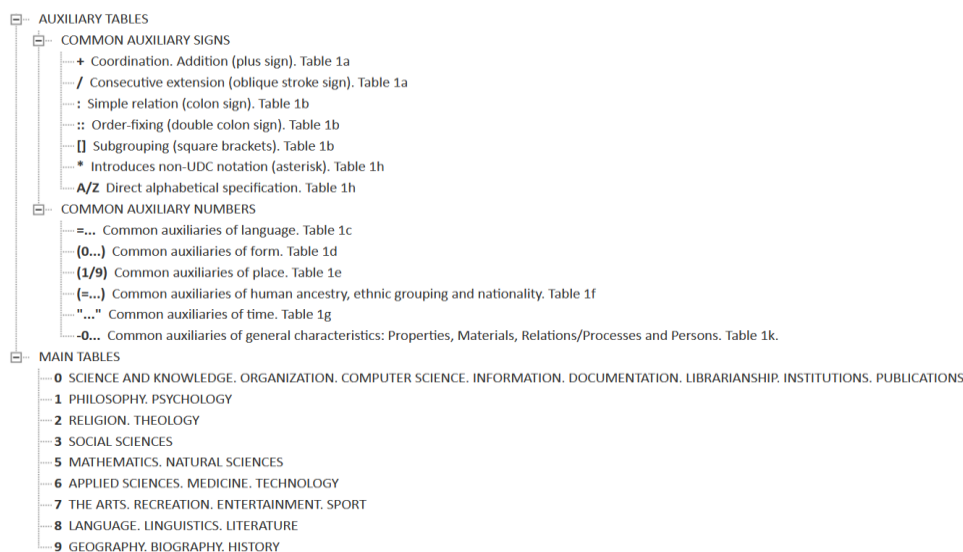 AUXILIARY TABLES
COMMON AUXILIARY SIGNS
+ Coordination. Addition (plus sign). Table 1a
/ Consecutive extension (oblique stroke sign). Table 1a
: Simple relation (colon sign). Table 1b
:: Order-fixing (double colon sign). Table 1b
[] Subgrouping (square brackets). Table 1b
* Introduces non-UDC notation (asterisk). Table 1h
A/Z Direct alphabetical specification. Table 1h
COMMON AUXILIARY NUMBERS
=... Common auxiliaries of language. Table 1c
(0...) Common auxiliaries of form. Table 1d
(1/9) Common auxiliaries of place. Table 1e
(=...) Common auxiliaries of human ancestry, ethnic grouping and nationality. Table 1f
"..." Common auxiliaries of time. Table 1g
-0... Common auxiliaries of general characteristics: Properties, Materials, Relations/Processes and Persons. Table 1k.
MAIN TABLES
0 SCIENCE AND KNOWLEDGE. ORGANIZATION. COMPUTER SCIENCE. INFORMATION. DOCUMENTATION. LIBRARIANSHIP. INSTITUTIONS. PUBLICATIONS
1 PHILOSOPHY. PSYCHOLOGY
2 RELIGION. THEOLOGY
3 SOCIAL SCIENCES
5 MATHEMATICS. NATURAL SCIENCES
6 APPLIED SCIENCES. MEDICINE. TECHNOLOGY
7 THE ARTS. RECREATION. ENTERTAINMENT. SPORT
8 LANGUAGE. LINGUISTICS. LITERATURE
9 GEOGRAPHY. BIOGRAPHY. HISTORY